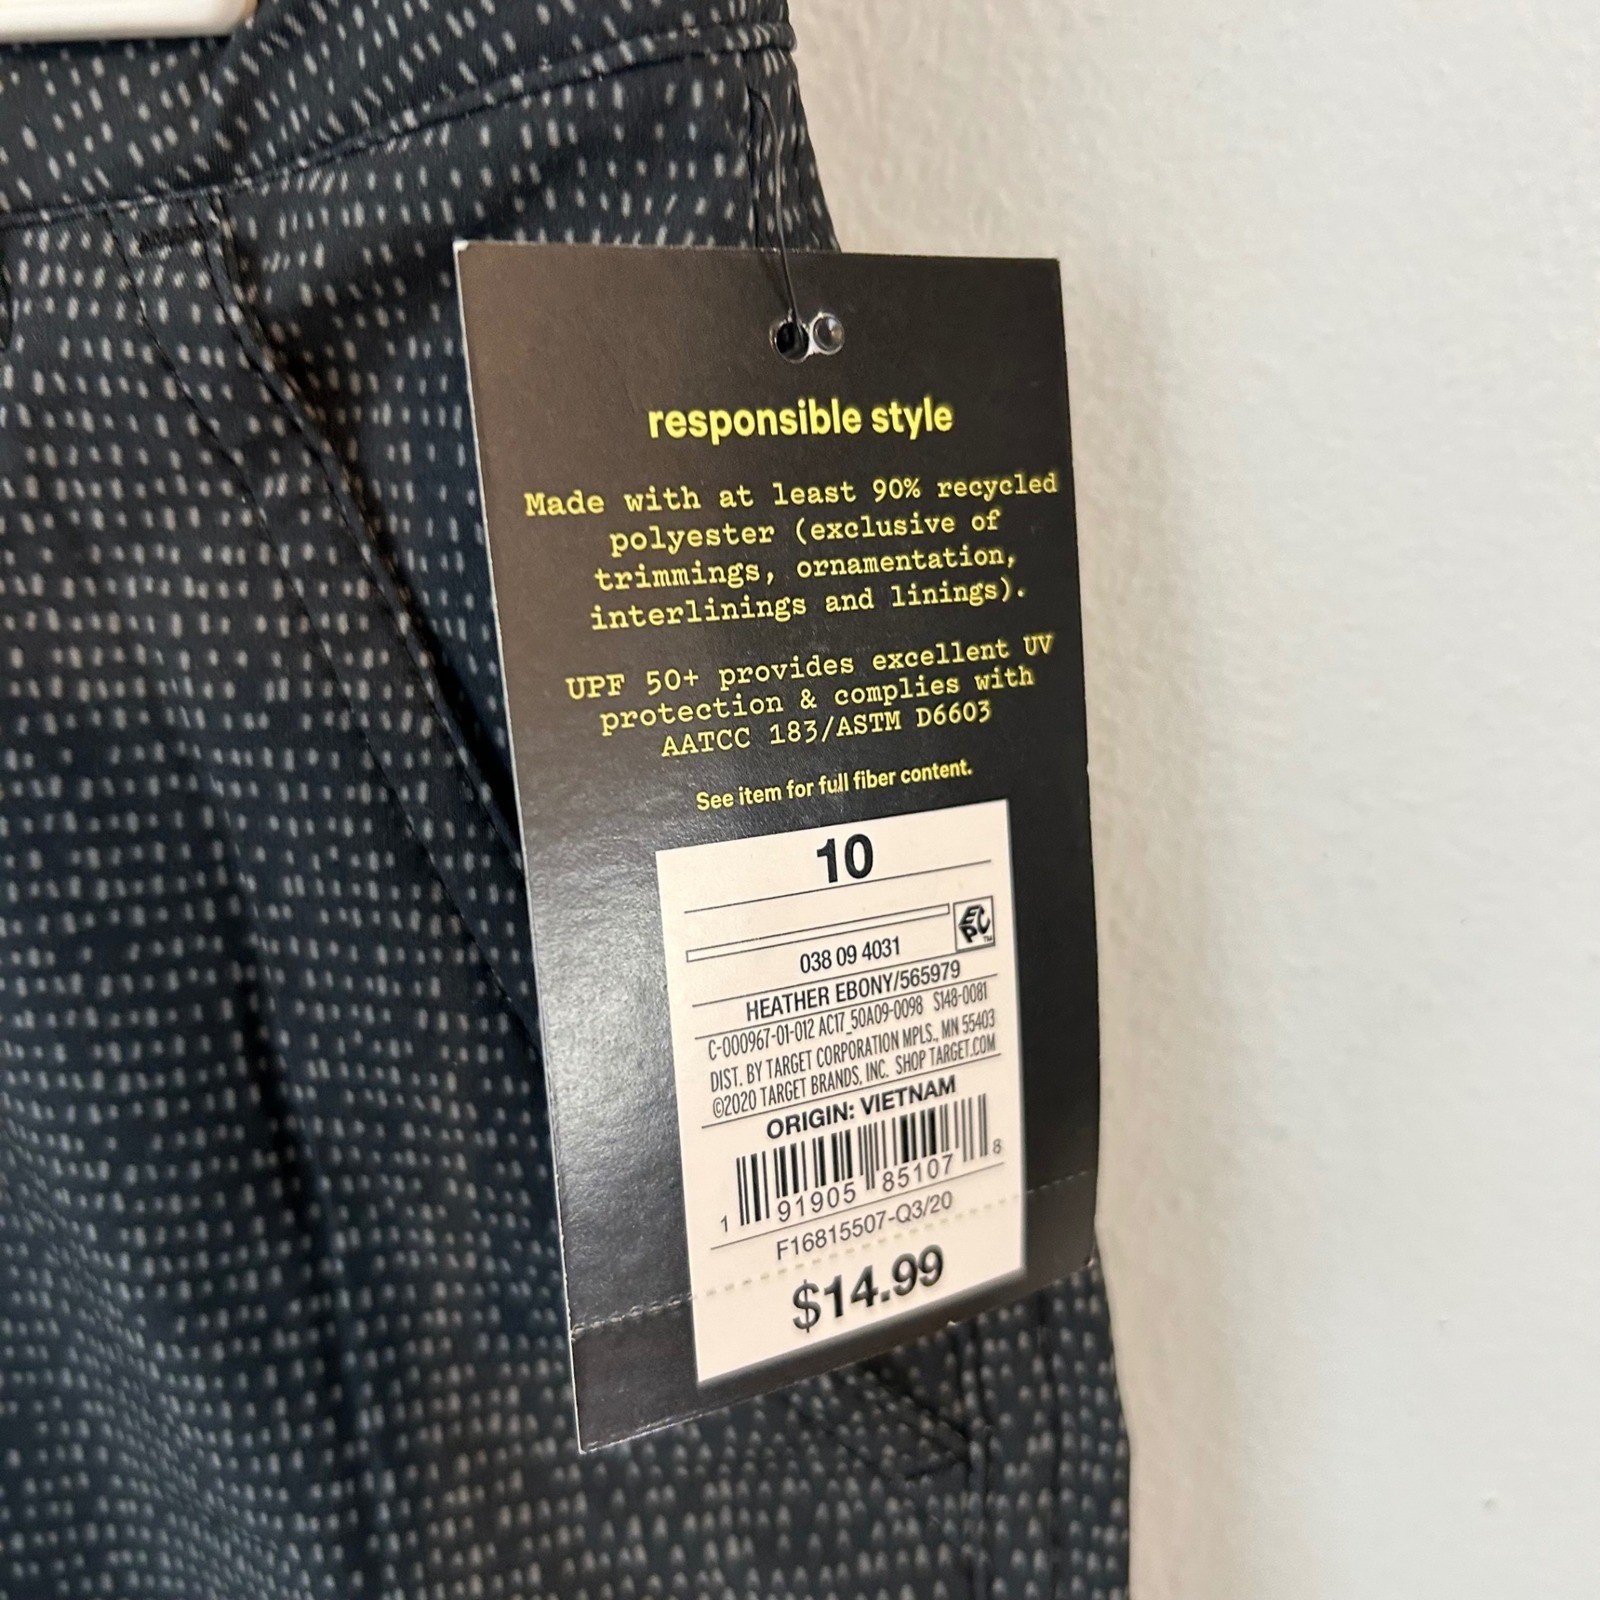 responsible style
Made with at least 90% recycled
polyester (exclusive of
trimmings, ornamentation,
interlinings and linings).
UPF 50+ provides excellent UV
protection & complies with
AATCC 183/ASTM D6603
See item for full fiber content.
10
EPC™
038 09 4031
HEATHER EBONY/565979
C-000967-01-012 AC17_50A09-0098 S148-0081
DIST. BY TARGET CORPORATION MPLS., MN 55403
©2020 TARGET BRANDS, INC. SHOP TARGET.COM
ORIGIN: VIETNAM
1 91905 85107 8
F16815507-Q3/20
$14.99